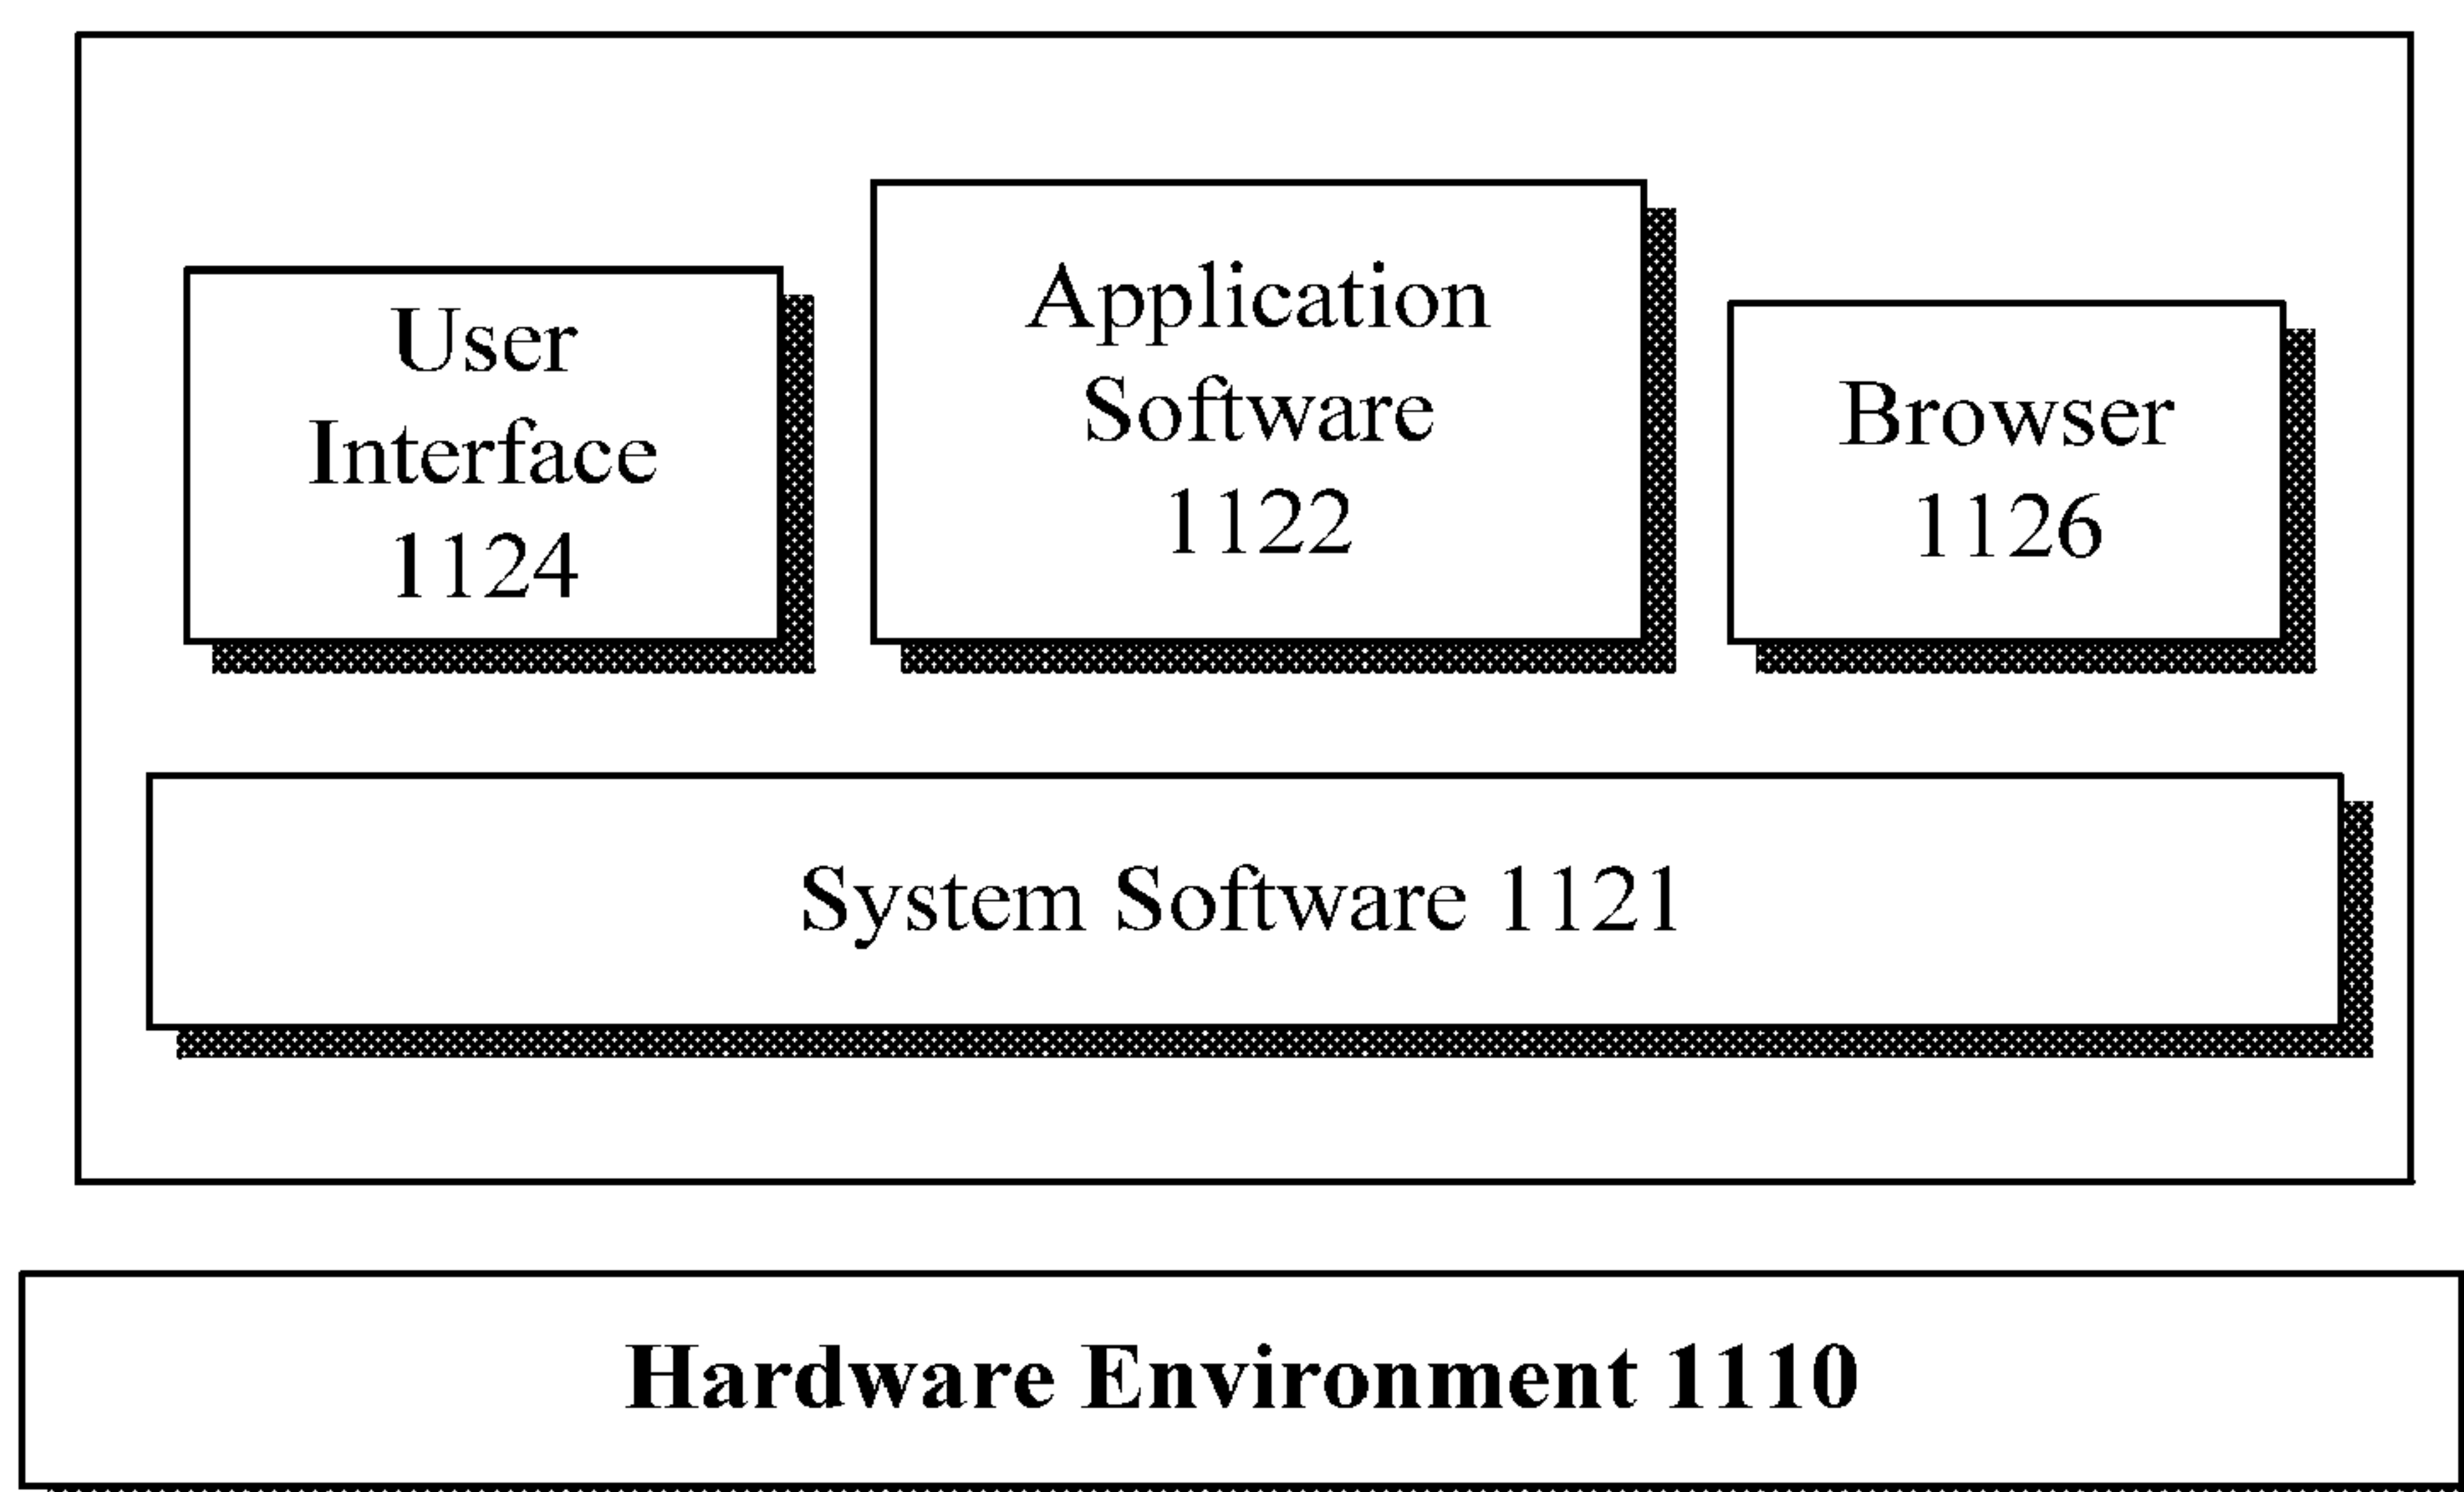 User
Interface
1124
Application
Software
1122
Browser
1126
System Software 1121
Hardware Environment 1110